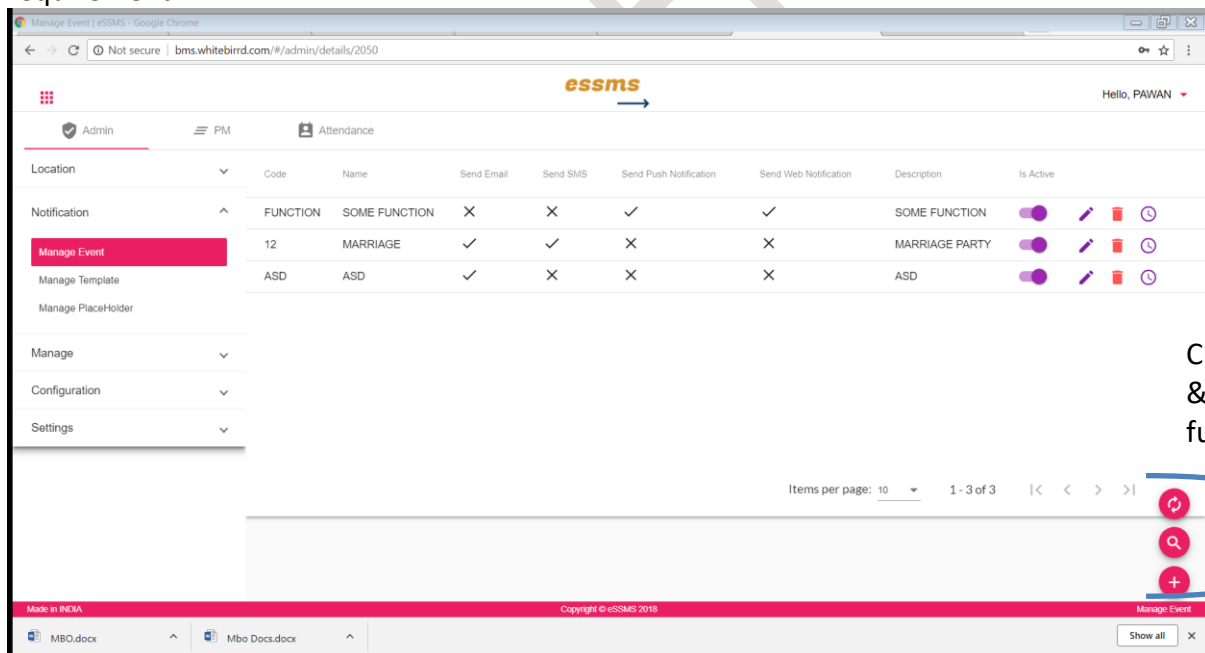 Manage Event | eSSMS - Google Chrome
Not secure | bms.whitebirrd.com/#/admin/details/2050
essms
Hello, PAWAN
Admin PM Attendance
Location
Code Name Send Email Send SMS Send Push Notification Send Web Notification Description Is Active
Notification
FUNCTION SOME FUNCTION SOME FUNCTION
Manage Event
12 MARRIAGE MARRIAGE PARTY
Manage Template
ASD ASD ASD
Manage PlaceHolder
Manage
C
&
Configuration
fu
Settings
Items per page: 10 1 - 3 of 3
Made in INDIA Copyright © eSSMS 2018 Manage Event
MBO.docx Mbo Docs.docx Show all